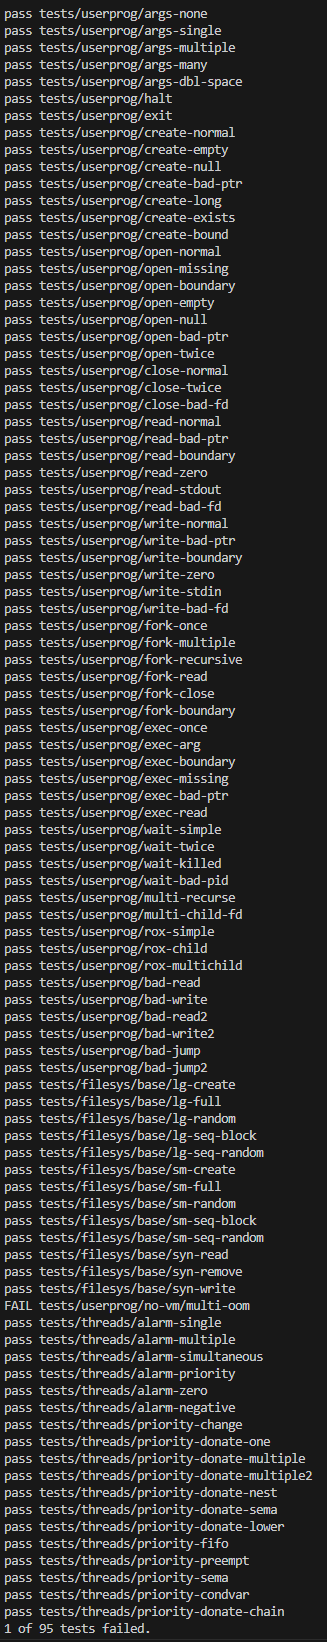 pass tests/userprog/args-none
pass tests/userprog/args-single
pass tests/userprog/args-multiple
pass tests/userprog/args-many
pass tests/userprog/args-dbl-space
pass tests/userprog/halt
pass tests/userprog/exit
pass tests/userprog/create-normal
pass tests/userprog/create-empty
pass tests/userprog/create-null
pass tests/userprog/create-bad-ptr
pass tests/userprog/create-long
pass tests/userprog/create-exists
pass tests/userprog/create-bound
pass tests/userprog/open-normal
pass tests/userprog/open-missing
pass tests/userprog/open-boundary
pass tests/userprog/open-empty
pass tests/userprog/open-null
pass tests/userprog/open-bad-ptr
pass tests/userprog/open-twice
pass tests/userprog/close-normal
pass tests/userprog/close-twice
pass tests/userprog/close-bad-fd
pass tests/userprog/read-normal
pass tests/userprog/read-bad-ptr
pass tests/userprog/read-boundary
pass tests/userprog/read-zero
pass tests/userprog/read-stdout
pass tests/userprog/read-bad-fd
pass tests/userprog/write-normal
pass tests/userprog/write-bad-ptr
pass tests/userprog/write-boundary
pass tests/userprog/write-zero
pass tests/userprog/write-stdin
pass tests/userprog/write-bad-fd
pass tests/userprog/fork-once
pass tests/userprog/fork-multiple
pass tests/userprog/fork-recursive
pass tests/userprog/fork-read
pass tests/userprog/fork-close
pass tests/userprog/fork-boundary
pass tests/userprog/exec-once
pass tests/userprog/exec-arg
pass tests/userprog/exec-boundary
pass tests/userprog/exec-missing
pass tests/userprog/exec-bad-ptr
pass tests/userprog/exec-read
pass tests/userprog/wait-simple
pass tests/userprog/wait-twice
pass tests/userprog/wait-killed
pass tests/userprog/wait-bad-pid
pass tests/userprog/multi-recurse
pass tests/userprog/multi-child-fd
pass tests/userprog/rox-simple
pass tests/userprog/rox-child
pass tests/userprog/rox-multichild
pass tests/userprog/bad-read
pass tests/userprog/bad-write
pass tests/userprog/bad-read2
pass tests/userprog/bad-write2
pass tests/userprog/bad-jump
pass tests/userprog/bad-jump2
pass tests/filesys/base/lg-create
pass tests/filesys/base/lg-full
pass tests/filesys/base/lg-random
pass tests/filesys/base/lg-seq-block
pass tests/filesys/base/lg-seq-random
pass tests/filesys/base/sm-create
pass tests/filesys/base/sm-full
pass tests/filesys/base/sm-random
pass tests/filesys/base/sm-seq-block
pass tests/filesys/base/sm-seq-random
pass tests/filesys/base/syn-read
pass tests/filesys/base/syn-remove
pass tests/filesys/base/syn-write
FAIL tests/userprog/no-vm/multi-oom
pass tests/threads/alarm-single
pass tests/threads/alarm-multiple
pass tests/threads/alarm-simultaneous
pass tests/threads/alarm-priority
pass tests/threads/alarm-zero
pass tests/threads/alarm-negative
pass tests/threads/priority-change
pass tests/threads/priority-donate-one
pass tests/threads/priority-donate-multiple
pass tests/threads/priority-donate-multiple2
pass tests/threads/priority-donate-nest
pass tests/threads/priority-donate-sema
pass tests/threads/priority-donate-lower
pass tests/threads/priority-fifo
pass tests/threads/priority-preempt
pass tests/threads/priority-sema
pass tests/threads/priority-condvar
pass tests/threads/priority-donate-chain
1 of 95 tests failed.